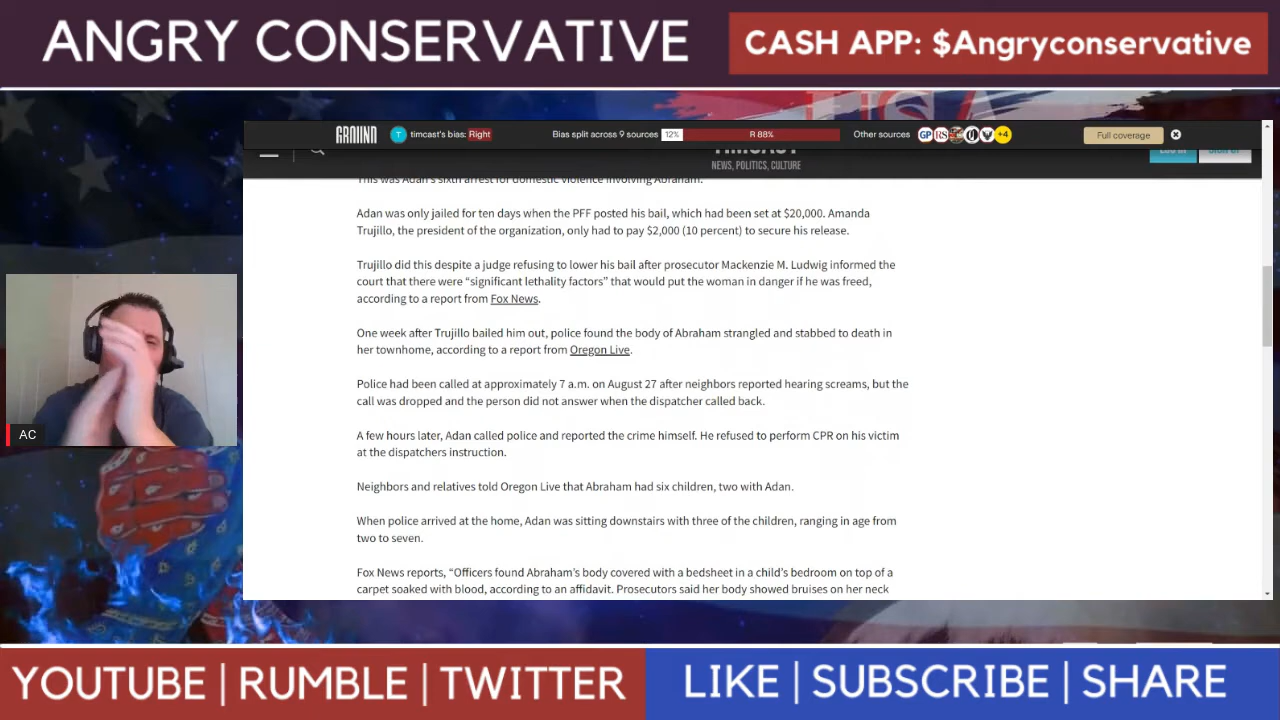 ANGRY CONSERVATIVE
CASH APP: $Angryconservative
USA
GROUND
T timcast's bias: Right
Bias split across 9 sources 12% R 88%
Other sources GP RS +4
Full coverage
TIMCAST
NEWS, POLITICS, CULTURE
LOG IN SIGN UP
This was Adan's sixth arrest for domestic violence involving Abraham.
Adan was only jailed for ten days when the PFF posted his bail, which had been set at $20,000. Amanda
Trujillo, the president of the organization, only had to pay $2,000 (10 percent) to secure his release.
Trujillo did this despite a judge refusing to lower his bail after prosecutor Mackenzie M. Ludwig informed the
court that there were “significant lethality factors” that would put the woman in danger if he was freed,
according to a report from Fox News.
One week after Trujillo bailed him out, police found the body of Abraham strangled and stabbed to death in
her townhome, according to a report from Oregon Live.
Police had been called at approximately 7 a.m. on August 27 after neighbors reported hearing screams, but the
call was dropped and the person did not answer when the dispatcher called back.
A few hours later, Adan called police and reported the crime himself. He refused to perform CPR on his victim
at the dispatchers instruction.
Neighbors and relatives told Oregon Live that Abraham had six children, two with Adan.
When police arrived at the home, Adan was sitting downstairs with three of the children, ranging in age from
two to seven.
Fox News reports, “Officers found Abraham’s body covered with a bedsheet in a child’s bedroom on top of a
carpet soaked with blood, according to an affidavit. Prosecutors said her body showed bruises on her neck
AC
YOUTUBE | RUMBLE | TWITTER
LIKE | SUBSCRIBE | SHARE